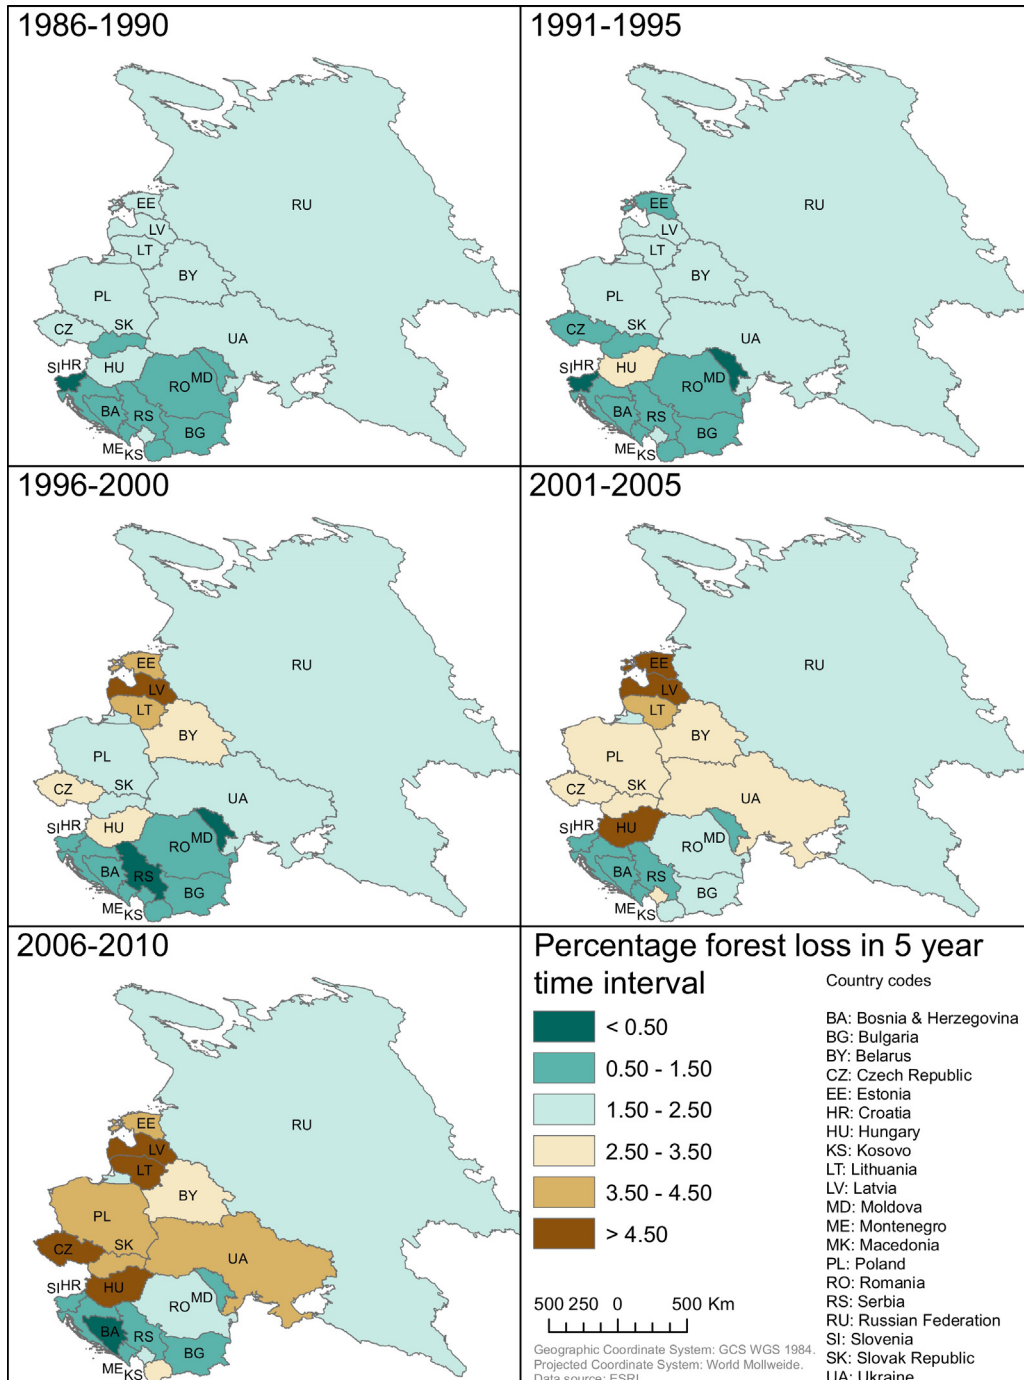 1986-1990
RU
EE
LV
LT
BY
PL
CZ
SK
UA
SI
HR
HU
RO
MD
BA
RS
BG
ME
KS
1991-1995
RU
EE
LV
LT
BY
PL
CZ
SK
UA
SI
HR
HU
RO
MD
BA
RS
BG
ME
KS
1996-2000
RU
EE
LV
LT
BY
PL
CZ
SK
UA
SI
HR
HU
RO
MD
BA
RS
BG
ME
KS
2001-2005
RU
EE
LV
LT
BY
PL
CZ
SK
UA
SI
HR
HU
RO
MD
BA
RS
BG
ME
KS
2006-2010
RU
EE
LV
LT
BY
PL
CZ
SK
UA
SI
HR
HU
RO
MD
BA
RS
BG
ME
KS
Percentage forest loss in 5 year
time interval
< 0.50
0.50 - 1.50
1.50 - 2.50
2.50 - 3.50
3.50 - 4.50
> 4.50
500 250 0 500 Km
Geographic Coordinate System: GCS WGS 1984.
Projected Coordinate System: World Mollweide.
Data source: ESRI
Country codes
BA: Bosnia & Herzegovina
BG: Bulgaria
BY: Belarus
CZ: Czech Republic
EE: Estonia
HR: Croatia
HU: Hungary
KS: Kosovo
LT: Lithuania
LV: Latvia
MD: Moldova
ME: Montenegro
MK: Macedonia
PL: Poland
RO: Romania
RS: Serbia
RU: Russian Federation
SI: Slovenia
SK: Slovak Republic
UA: Ukraine